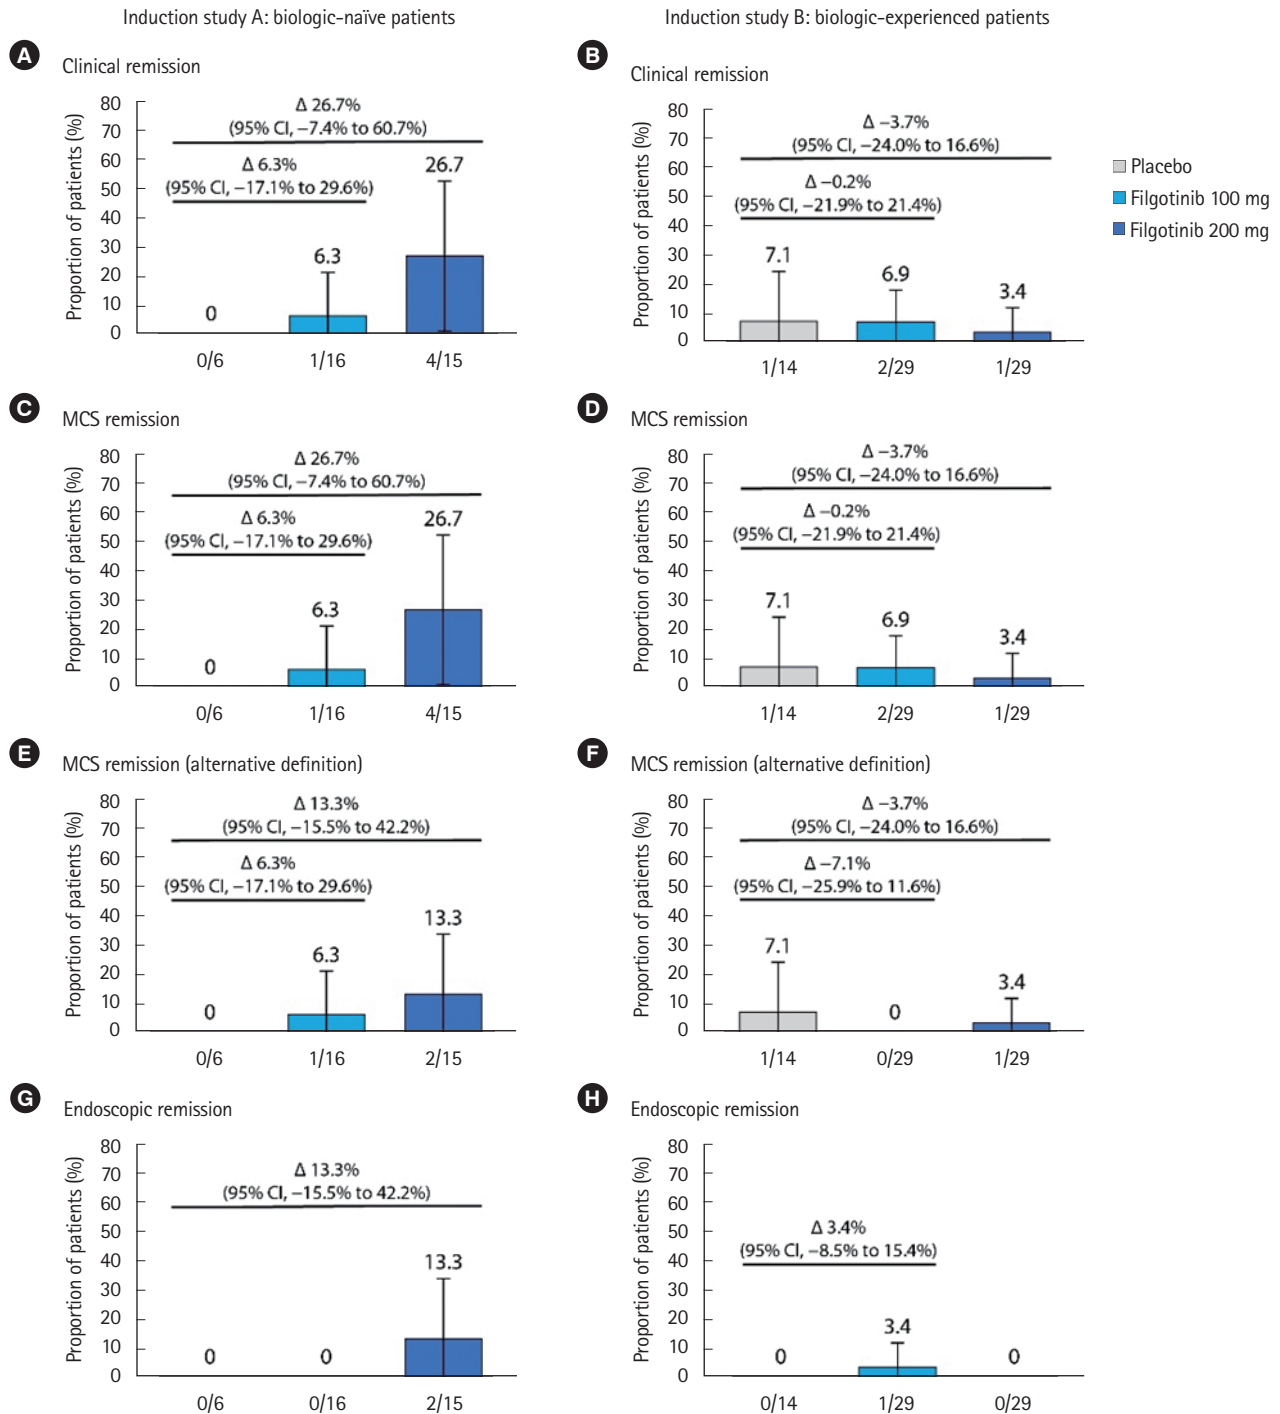 Induction study A: biologic-naïve patients
Induction study B: biologic-experienced patients
A
Clinical remission
Proportion of patients (%)
80
70
60
50
40
30
20
10
0
Δ 26.7%
(95% CI, −7.4% to 60.7%)
Δ 6.3%
(95% CI, −17.1% to 29.6%)
0
6.3
26.7
0/6
1/16
4/15
B
Clinical remission
Proportion of patients (%)
80
70
60
50
40
30
20
10
0
Δ −3.7%
(95% CI, −24.0% to 16.6%)
Δ −0.2%
(95% CI, −21.9% to 21.4%)
7.1
6.9
3.4
1/14
2/29
1/29
Placebo
Filgotinib 100 mg
Filgotinib 200 mg
C
MCS remission
Proportion of patients (%)
80
70
60
50
40
30
20
10
0
Δ 26.7%
(95% CI, −7.4% to 60.7%)
Δ 6.3%
(95% CI, −17.1% to 29.6%)
0
6.3
26.7
0/6
1/16
4/15
D
MCS remission
Proportion of patients (%)
80
70
60
50
40
30
20
10
0
Δ −3.7%
(95% CI, −24.0% to 16.6%)
Δ −0.2%
(95% CI, −21.9% to 21.4%)
7.1
6.9
3.4
1/14
2/29
1/29
E
MCS remission (alternative definition)
Proportion of patients (%)
80
70
60
50
40
30
20
10
0
Δ 13.3%
(95% CI, −15.5% to 42.2%)
Δ 6.3%
(95% CI, −17.1% to 29.6%)
0
6.3
13.3
0/6
1/16
2/15
F
MCS remission (alternative definition)
Proportion of patients (%)
80
70
60
50
40
30
20
10
0
Δ −3.7%
(95% CI, −24.0% to 16.6%)
Δ −7.1%
(95% CI, −25.9% to 11.6%)
7.1
0
3.4
1/14
0/29
1/29
G
Endoscopic remission
Proportion of patients (%)
80
70
60
50
40
30
20
10
0
Δ 13.3%
(95% CI, −15.5% to 42.2%)
0
0
13.3
0/6
0/16
2/15
H
Endoscopic remission
Proportion of patients (%)
80
70
60
50
40
30
20
10
0
Δ 3.4%
(95% CI, −8.5% to 15.4%)
0
3.4
0
0/14
1/29
0/29